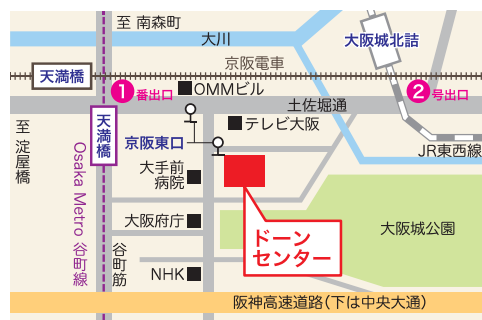 至 南森町
大川
大阪城北詰
京阪電車
天満橋
1番出口
OMMビル
2号出口
土佐堀通
天満橋
テレビ大阪
至 淀屋橋
京阪東口
JR東西線
大手前
病院
Osaka Metro 谷町線
大阪府庁
大阪城公園
ドーン
センター
谷町筋
NHK
阪神高速道路(下は中央大通)